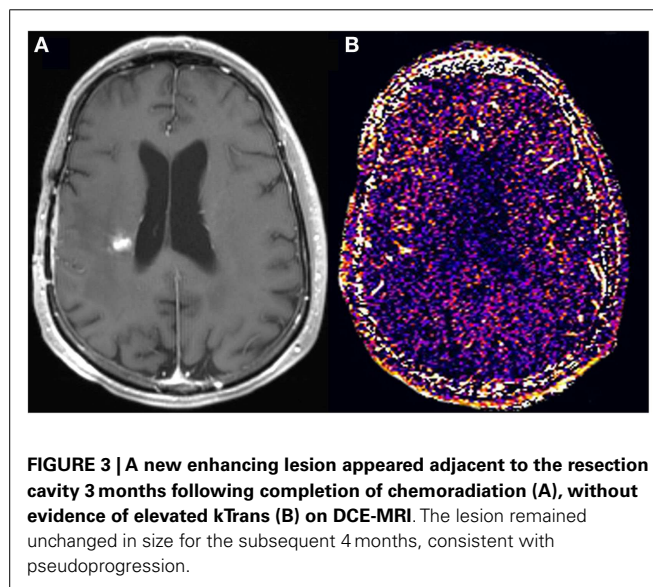 A
B
FIGURE 3 | A new enhancing lesion appeared adjacent to the resection
cavity 3 months following completion of chemoradiation (A), without
evidence of elevated kTrans (B) on DCE-MRI. The lesion remained
unchanged in size for the subsequent 4 months, consistent with
pseudoprogression.